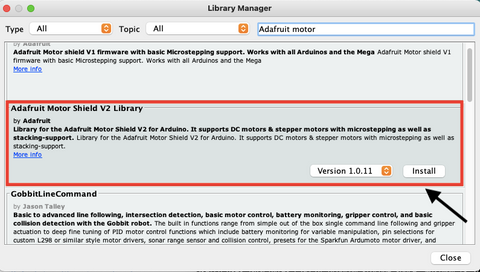 Library Manager
Type All Topic All Adafruit motor
by Adafruit
Adafruit Motor shield V1 firmware with basic Microstepping support. Works with all Arduinos and the Mega Adafruit Motor shield V1
firmware with basic Microstepping support. Works with all Arduinos and the Mega
More info
Adafruit Motor Shield V2 Library
by Adafruit
Library for the Adafruit Motor Shield V2 for Arduino. It supports DC motors & stepper motors with microstepping as well as
stacking-support. Library for the Adafruit Motor Shield V2 for Arduino. It supports DC motors & stepper motors with microstepping as well as
stacking-support.
More info
Version 1.0.11 Install
GobbitLineCommand
by Jason Talley
Basic to advanced line following, intersection detection, basic motor control, battery monitoring, gripper control, and basic
collision detection with the Gobbit robot. The built in functions range from simple out of the box single command line following and gripper
actuation to deep fine tuning of PID motor control functions which include battery monitoring for variable manipulation, pin selections for
custom L298 or similar style motor drivers, sonar range sensor and collision control, presets for the Sparkfun Ardumoto motor driver, and
Close